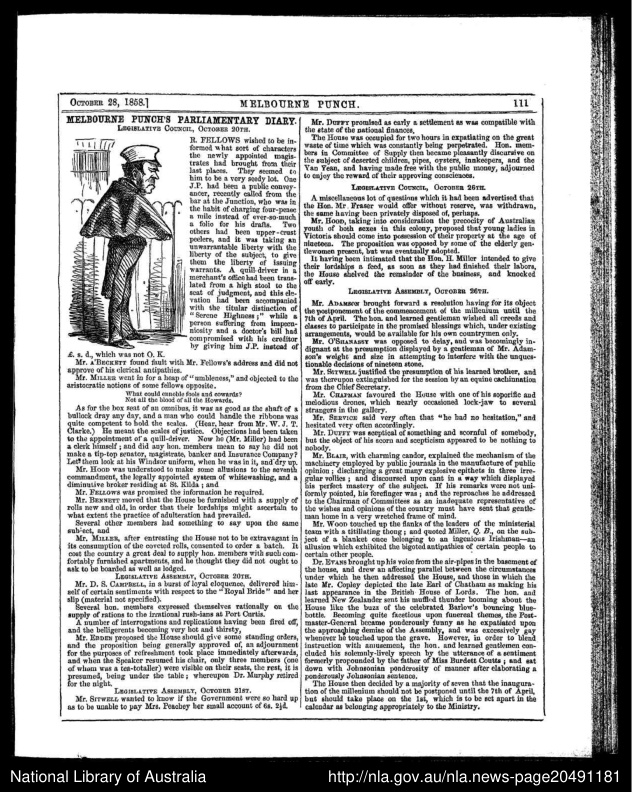 OCTOBER 28, 1858.]
MELBOURNE PUNCH.
111
MELBOURNE PUNCH'S PARLIAMENTARY DIARY.
LEGISLATIVE COUNCIL, OCTOBER 20TH.
R. FELLOWS wished to be in-
formed what sort of characters
the newly appointed magis-
trates had brought from their
last places. They seemed to
him to be a very seedy lot. One
J.P. had been a public convey-
ancer, recently called from the
bar at the Junction, who was in
the habit of charging four-pence
a mile instead of ever-so-much
a folio for his drafts. Two
others had been upper-crust
peelers, and it was taking an
unwarrantable liberty with the
liberty of the subject, to give
them the liberty of issuing
warrants. A quill-driver in a
merchant's office had been trans-
lated from a high stool to the
seat of judgment, and this ele-
vation had been accompanied
with the titular distinction of
"Serene Highness;" while a
person suffering from impecu-
niosity and a doctor's bill had
compromised with his creditor
by giving him J.P. instead of
£. s. d., which was not O. K.
Mr. A'BECKETT found fault with Mr. Fellows's address and did not
approve of his clerical antipathies.
Mr. MILLER went in for a heap of "umbleness," and objected to the
aristocratic notions of some fellows opposite.
What could ennoble fools and cowards?
Not all the blood of all the Howards.
As for the box seat of an omnibus, it was as good as the shaft of a
bullock dray any day, and a man who could handle the ribbons was
quite competent to hold the scales. (Hear, hear from Mr. W. J. T.
Clarke.) He meant the scales of justice. Objections had been taken
to the appointment of a quill-driver. Now he (Mr. Miller) had been
a clerk himself; and did any hon. members mean to say he did not
make a tip-top senator, magistrate, banker and Insurance Company?
Let them look at his Windsor uniform, when he was in it, and dry up.
Mr. HOOD was understood to make some allusions to the seventh
commandment, the legally appointed system of whitewashing, and a
diminutive broker residing at St. Kilda; and
Mr. FELLOWS was promised the information he required.
Mr. BENNETT moved that the House be furnished with a supply of
rolls new and old, in order that their lordships might ascertain to
what extent the practice of adulteration had prevailed.
Several other members had something to say upon the same
subject, and
Mr. MILLER, after entreating the House not to be extravagant in
its consumption of the coveted rolls, consented to order a batch. It
cost the country a great deal to supply hon. members with such com-
fortably furnished apartments, and he thought they did not ought to
ask to be boarded as well as lodged.
LEGISLATIVE ASSEMBLY, OCTOBER 20TH.
Mr. D. S. CAMPBELL, in a burst of loyal eloquence, delivered him-
self of certain sentiments with respect to the "Royal Bride" and her
slip (material not specified).
Several hon. members expressed themselves rationally on the
supply of rations to the irrational rush-ians at Port Curtis.
A number of interrogations and replications having been fired off,
and the belligerents becoming very hot and thirsty,
Mr. EBDEN proposed the House should give some standing orders,
and the proposition being generally approved of, an adjournment
for the purposes of refreshment took place immediately afterwards,
and when the Speaker resumed his chair, only three members (one
of whom was a tee-totaller) were visible on their seats, the rest, it is
presumed, being under the table; whereupon Dr. Murphy retired
for the night.
LEGISLATIVE ASSEMBLY, OCTOBER 21ST.
Mr. SITWELL wanted to know if the Government were so hard up
as to be unable to pay Mrs. Peachey her small account of 6s. 2½d.
Mr. DUFFY promised as early a settlement as was compatible with
the state of the national finances.
The House was occupied for two hours in expatiating on the great
waste of time which was constantly being perpetrated. Hon. mem-
bers in Committee of Supply then became pleasantly discursive on
the subject of deserted children, pipes, oysters, innkeepers, and the
Yan Yean, and having made free with the public money, adjourned
to enjoy the reward of their approving consciences.
LEGISLATIVE COUNCIL, OCTOBER 26TH.
A miscellaneous lot of questions which it had been advertised that
the Hon. Mr. Fraser would offer without reserve, was withdrawn,
the same having been privately disposed of, perhaps.
Mr. HOOD, taking into consideration the precocity of Australian
youth of both sexes in this colony, proposed that young ladies in
Victoria should come into possession of their property at the age of
nineteen. The proposition was opposed by some of the elderly gen-
tlewomen present, but was eventually adopted.
It having been intimated that the Hon. H. Miller intended to give
their lordships a feed, as soon as they had finished their labors,
the House shelved the remainder of the business, and knocked
off early.
LEGISLATIVE ASSEMBLY, OCTOBER 26TH.
Mr. ADAMSON brought forward a resolution having for its object
the postponement of the commencement of the millenium until the
7th of April. The hon. and learned gentleman wished all creeds and
classes to participate in the promised blessings which, under existing
arrangements, would be available for his own countrymen only.
Mr. O'SHANASSY was opposed to delay, and was becomingly in-
dignant at the presumption displayed by a gentleman of Mr. Adam-
son's weight and size in attempting to interfere with the unques-
tionable decisions of nineteen stone.
Mr. SITWELL justified the presumption of his learned brother, and
was thereupon extinguished for the session by an equine cachinnation
from the Chief Secretary.
Mr. CHAPMAN favoured the House with one of his soporific and
melodious drones, which nearly occasioned lock-jaw to several
strangers in the gallery.
Mr. SERVICE said very often that "he had no hesitation," and
hesitated very often accordingly.
Mr. DUFFY was sceptical of something and scornful of somebody,
but the object of his scorn and scepticism appeared to be nothing to
nobody.
Mr. BLAIR, with charming candor, explained the mechanism of the
machinery employed by public journals in the manufacture of public
opinion; discharging a great many explosive epithets in three irre-
gular vollies; and discoursed upon cant in a way which displayed
his perfect mastery of the subject. If his remarks were not uni-
formly pointed, his forefinger was; and the reproaches he addressed
to the Chairman of Committees as an inadequate representative of
the wishes and opinions of the country must have sent that gentle-
man home in a very wretched frame of mind.
Mr. WOOD touched up the flanks of the leaders of the ministerial
team with a titillating thong; and quoted Miller, Q. B., on the sub-
ject of a blanket once belonging to an ingenious Irishman—an
allusion which exhibited the bigoted antipathies of certain people to
certain other people.
Dr. EVANS brought up his voice from the air-pipes in the basement of
the house, and drew an affecting parallel between the circumstances
under which he then addressed the House, and those in which the
late Mr. Copley depicted the late Earl of Chatham as making his
last appearance in the British House of Lords. The hon. and
learned New Zealander sent his muffled thunder booming about the
House like the buzz of the celebrated Barlow's bouncing blue-
bottle. Becoming quite facetious upon funereal themes, the Post-
master-General became ponderously funny as he expatiated upon
the approaching demise of the Assembly, and was excessively gay
whenever he touched upon the grave. However, in order to blend
instruction with amusement, the hon. and learned gentleman con-
cluded his solemnly-lively speech by the utterance of a sentiment
formerly propounded by the father of Miss Burdett Coutts; and sat
down with Johnsonian ponderosity of manner after elaborating a
ponderously Johnsonian sentence.
The House then decided by a majority of seven that the inaugura-
tion of the millenium should not be postponed until the 7th of April,
but should take place on the 1st, which is to be set apart in the
calendar as belonging appropriately to the Ministry.
National Library of Australia
http://nla.gov.au/nla.news-page20491181